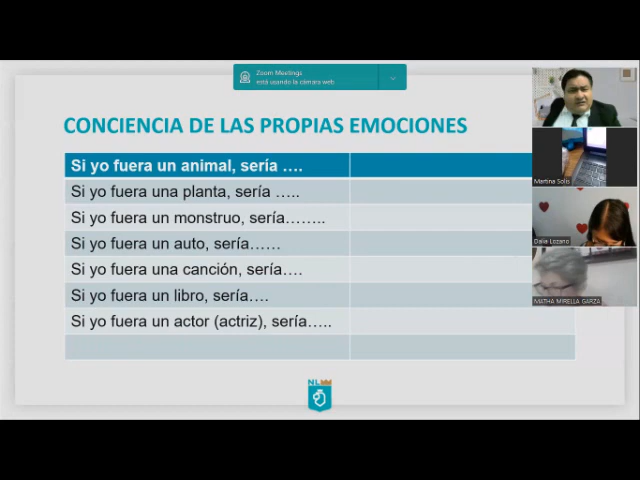 Zoom Meetings
está usando la cámara web
CONCIENCIA DE LAS PROPIAS EMOCIONES
Si yo fuera un animal, sería ….
Si yo fuera una planta, sería …..
Si yo fuera un monstruo, sería……..
Si yo fuera un auto, sería……
Si yo fuera una canción, sería….
Si yo fuera un libro, sería….
Si yo fuera un actor (actriz), sería…..
Martina Solis
Dalia Lozano
MATHA MIRELLA GARZA
NL